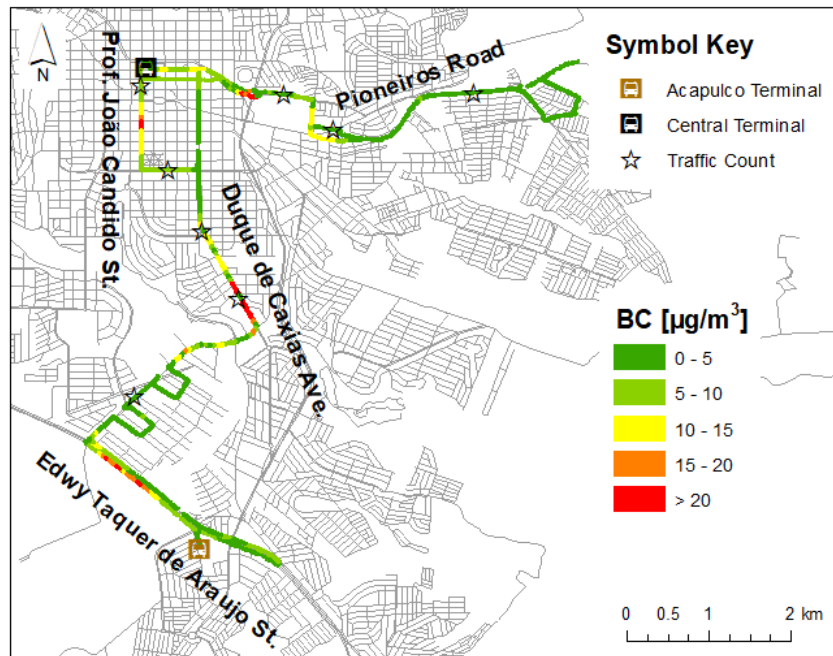 N
Prof. João Candido St.
Pioneiros Road
Duque de Caxias Ave.
Edwy Taquer de Araujo St.
Symbol Key
Acapulco Terminal
Central Terminal
Traffic Count
BC [µg/m³]
0 - 5
5 - 10
10 - 15
15 - 20
> 20
0 0.5 1 2 km